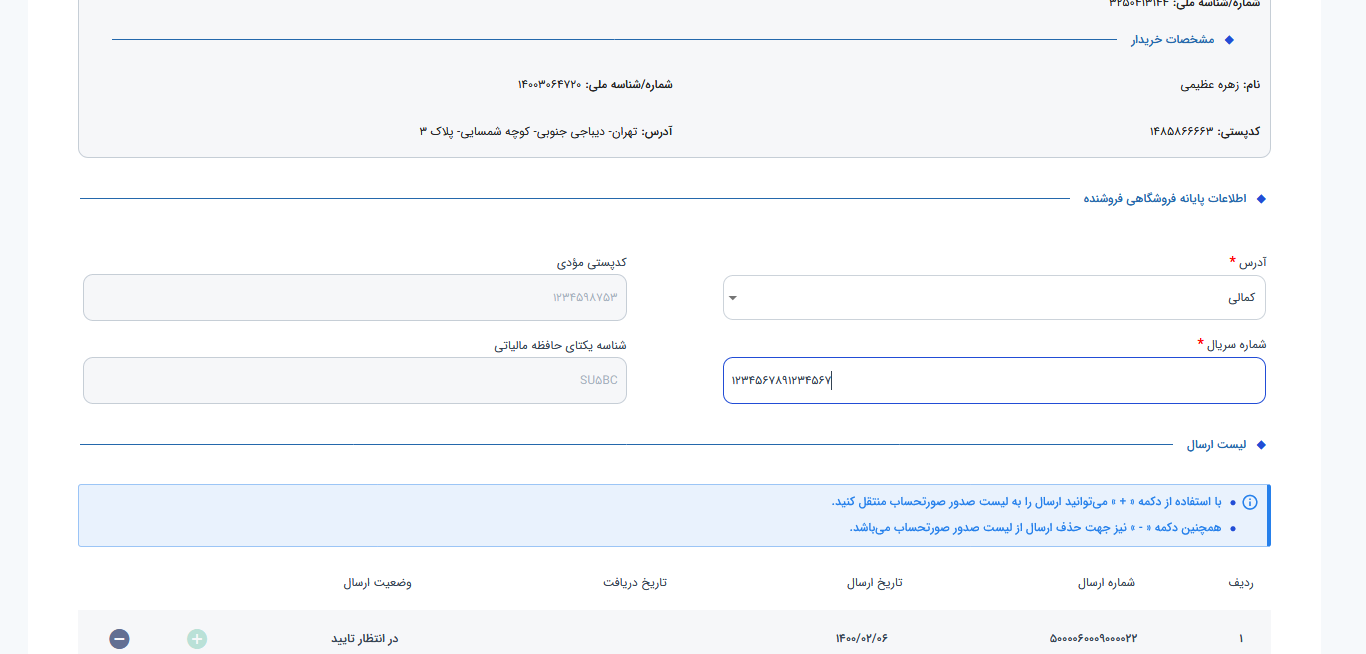 شماره/شناسه ملی: ۳۲۵۰۴۱۳۱۴۴
مشخصات خریدار
نام: زهره عظیمی
شماره/شناسه ملی: ۱۴۰۰۳۰۶۴۷۲۰
کدپستی: ۱۴۸۵۸۶۶۶۶۳
آدرس: تهران- دیباجی جنوبی- کوچه شمسایی- پلاک ۳
اطلاعات پایانه فروشگاهی فروشنده
آدرس *
کدپستی مؤدی
کمالی
۱۲۳۴۵۹۸۷۵۳
شماره سریال *
شناسه یکتای حافظه مالیاتی
۱۲۳۴۵۶۷۸۹۱۲۳۴۵۶۷
SU۵BC
لیست ارسال
با استفاده از دکمه « + » می‌توانید ارسال را به لیست صدور صورتحساب منتقل کنید.
همچنین دکمه « - » نیز جهت حذف ارسال از لیست صدور صورتحساب می‌باشد.
ردیف شماره ارسال تاریخ ارسال تاریخ دریافت وضعیت ارسال
۱ ۵۰۰۰۰۶۰۰۰۹۰۰۰۰۲۲ ۱۴۰۰/۰۲/۰۶ در انتظار تایید